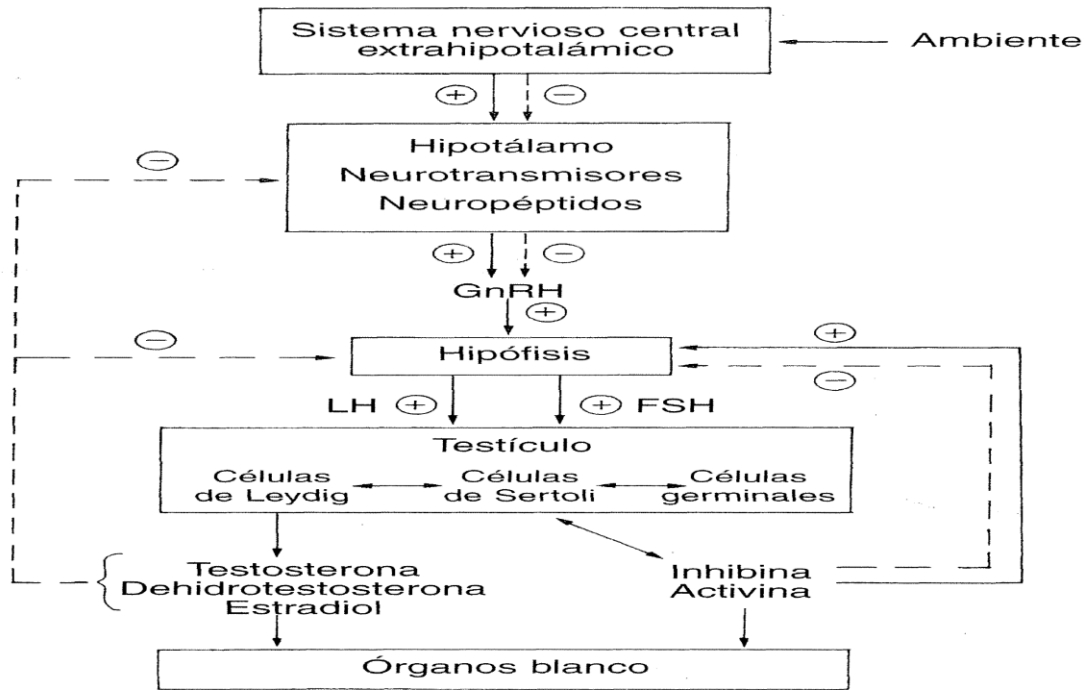 Sistema nervioso central
extrahipotalámico
Ambiente
+ −
−
Hipotálamo
Neurotransmisores
Neuropéptidos
+ −
GnRH
+
−
Hipófisis
+
−
LH + + FSH
Testículo
Células de Leydig
Células de Sertoli
Células germinales
Testosterona
Dehidrotestosterona
Estradiol
Inhibina
Activina
Órganos blanco